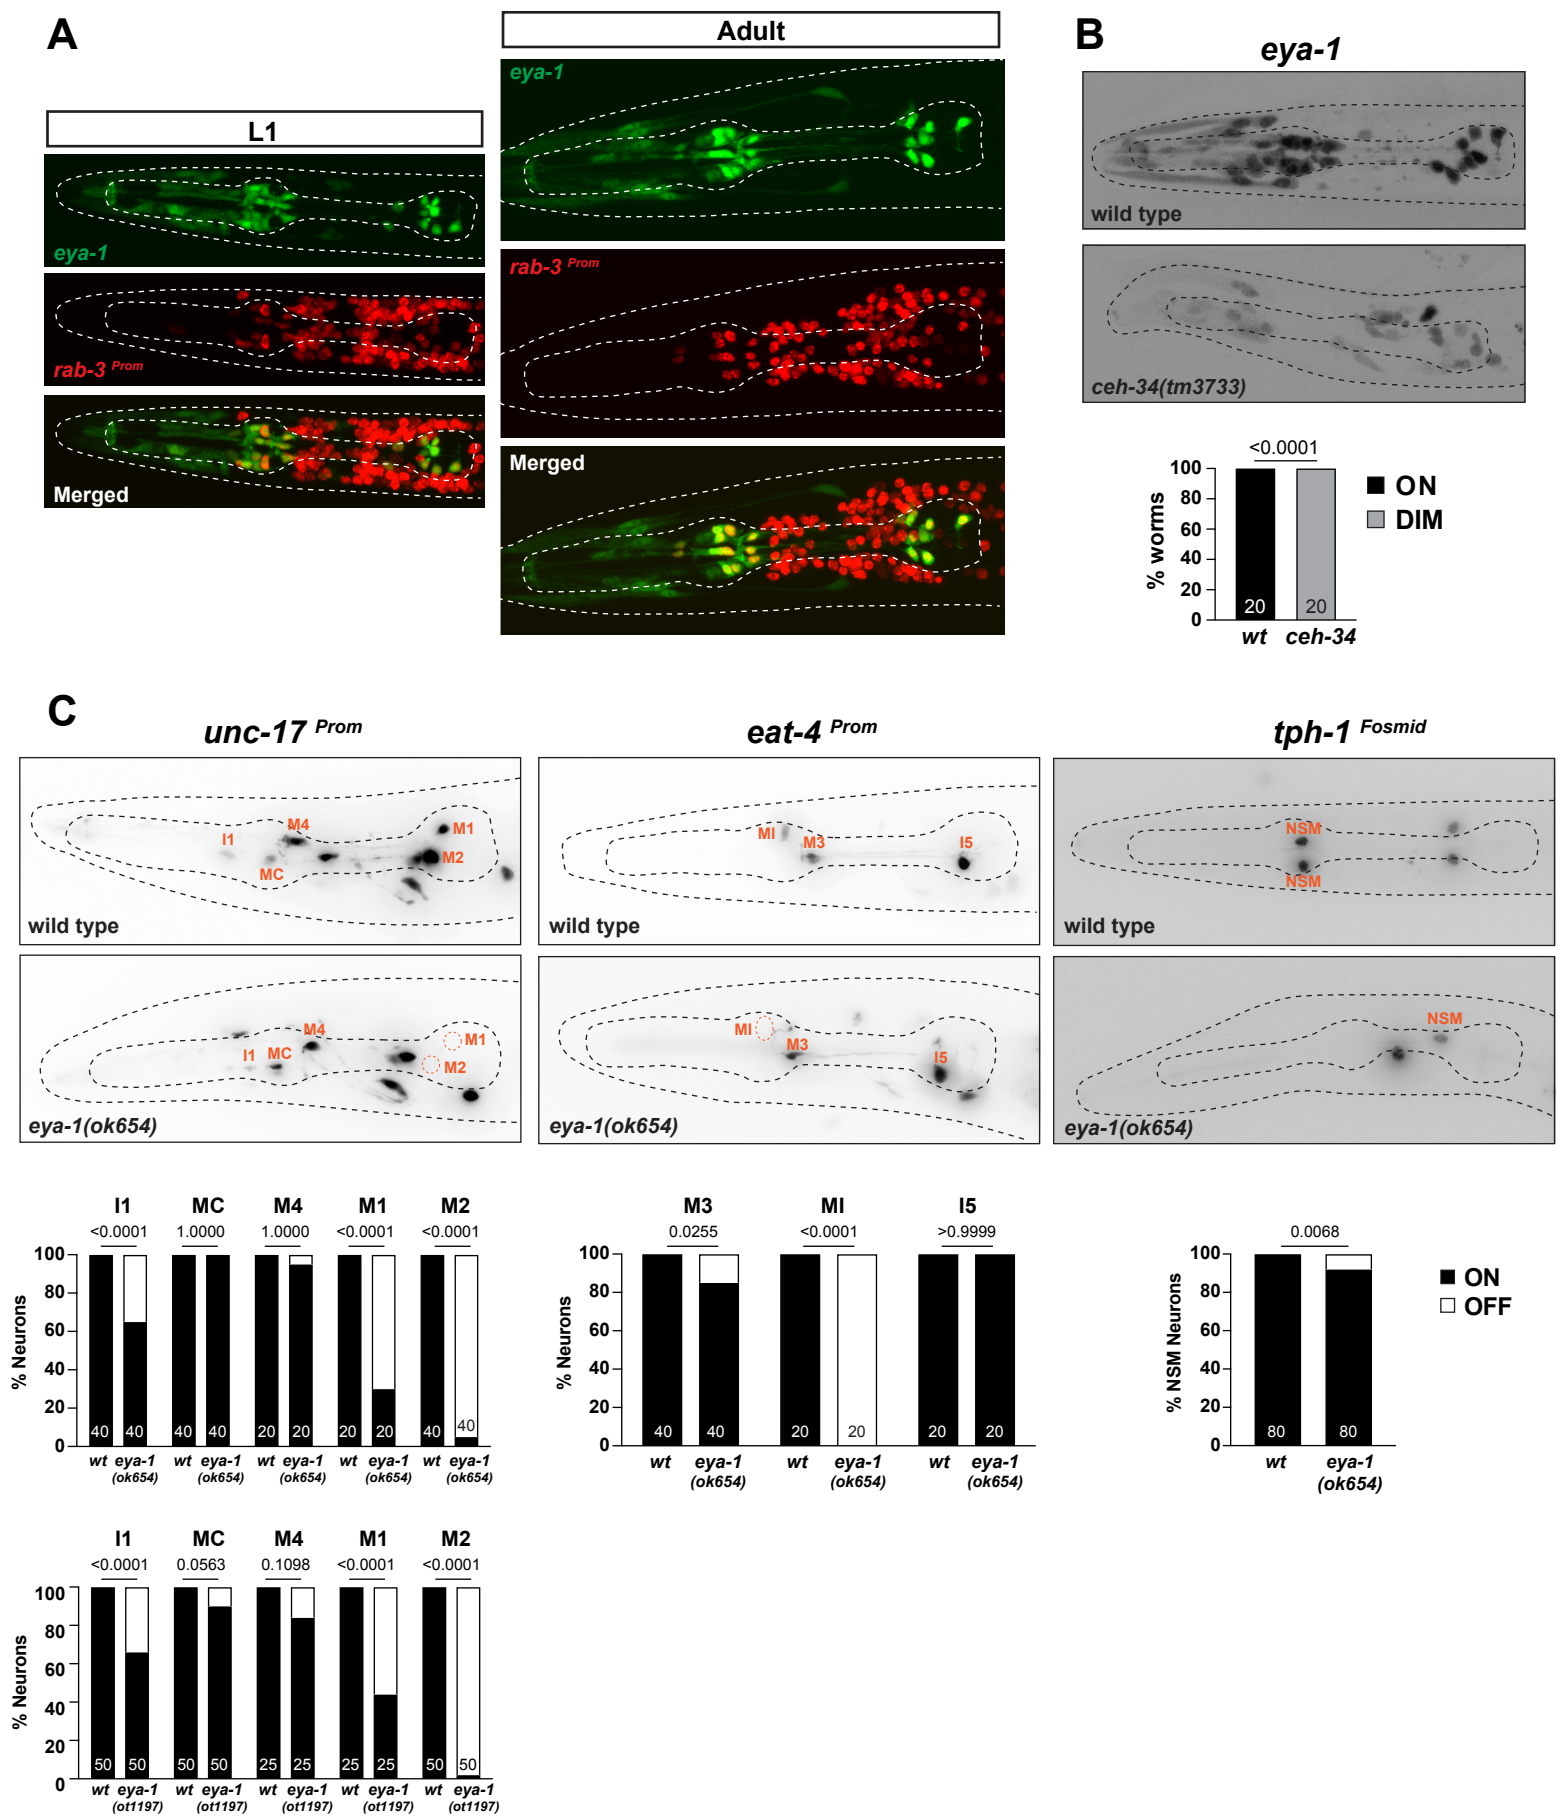 A
L1
eya-1
rab-3 Prom
Merged
Adult
eya-1
rab-3 Prom
Merged
B
eya-1
wild type
ceh-34(tm3733)
<0.0001
100
80
60
40
20
0
% worms
20
20
wt ceh-34
ON
DIM
C
unc-17 Prom
I1
M4
MC
M1
M2
wild type
I1
MC
M4
M1
M2
eya-1(ok654)
eat-4 Prom
MI
M3
I5
wild type
MI
M3
I5
eya-1(ok654)
tph-1 Fosmid
NSM
NSM
wild type
NSM
eya-1(ok654)
I1 MC M4 M1 M2
<0.0001 1.0000 1.0000 <0.0001 <0.0001
100
80
60
40
20
0
% Neurons
40 40 40 40 20 20 20 20 40 40
wt eya-1 wt eya-1 wt eya-1 wt eya-1 wt eya-1
(ok654) (ok654) (ok654) (ok654) (ok654)
M3 MI I5
0.0255 <0.0001 >0.9999
100
80
60
40
20
0
% Neurons
40 40 20 20 20 20
wt eya-1 wt eya-1 wt eya-1
(ok654) (ok654) (ok654)
0.0068
100
80
60
40
20
0
% NSM Neurons
80 80
wt eya-1
(ok654)
ON
OFF
I1 MC M4 M1 M2
<0.0001 0.0563 0.1098 <0.0001 <0.0001
100
80
60
40
20
0
% Neurons
50 50 50 50 25 25 25 25 50 50
wt eya-1 wt eya-1 wt eya-1 wt eya-1 wt eya-1
(ot1197) (ot1197) (ot1197) (ot1197) (ot1197)